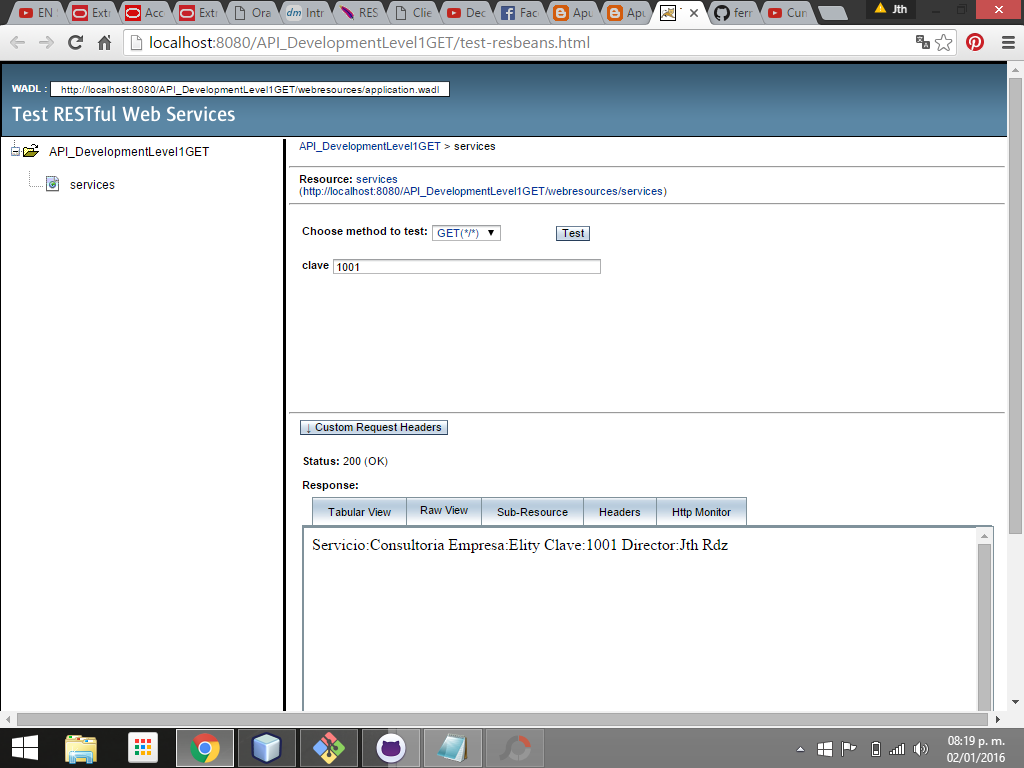 EN
Extr
Acc
Extr
Ora
dm Intr
RES
Clie
Dec
Fac
Apu
Apu
ferr
Cur
Jth
localhost:8080/API_DevelopmentLevel1GET/test-resbeans.html
WADL : http://localhost:8080/API_DevelopmentLevel1GET/webresources/application.wadl
Test RESTful Web Services
API_DevelopmentLevel1GET
services
API_DevelopmentLevel1GET > services
Resource: services
(http://localhost:8080/API_DevelopmentLevel1GET/webresources/services)
Choose method to test: GET(*/*) Test
clave 1001
↓ Custom Request Headers
Status: 200 (OK)
Response:
Tabular View Raw View Sub-Resource Headers Http Monitor
Servicio:Consultoria Empresa:Elity Clave:1001 Director:Jth Rdz
08:19 p. m.
02/01/2016